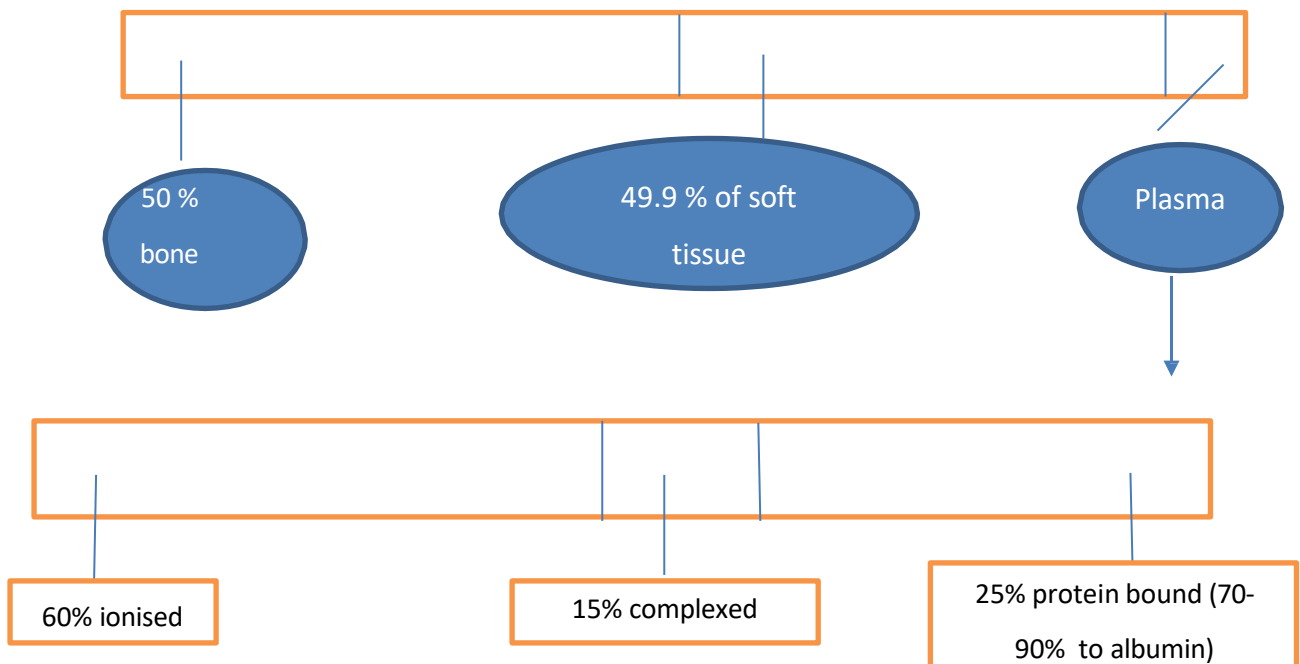 50 %
bone
49.9 % of soft
tissue
Plasma
60% ionised
15% complexed
25% protein bound (70-
90% to albumin)